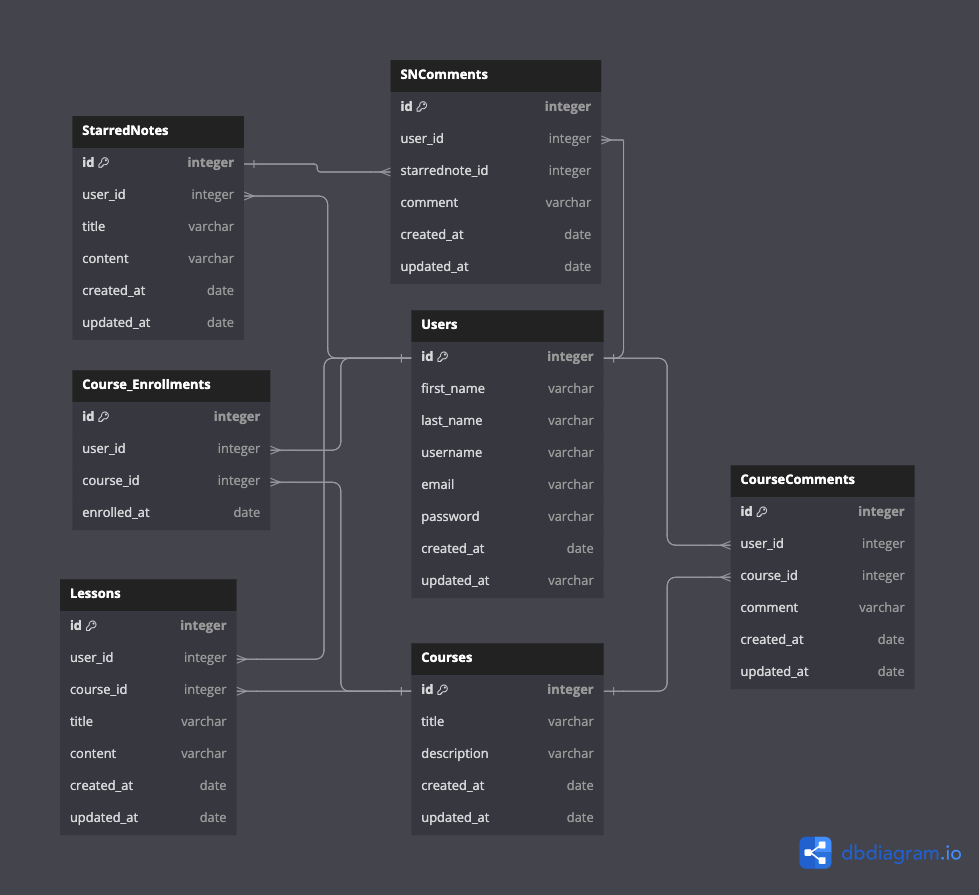 SNComments
id integer
user_id integer
starrednote_id integer
comment varchar
created_at date
updated_at date
StarredNotes
id integer
user_id integer
title varchar
content varchar
created_at date
updated_at date
Users
id integer
first_name varchar
last_name varchar
username varchar
email varchar
password varchar
created_at date
updated_at varchar
Course_Enrollments
id integer
user_id integer
course_id integer
enrolled_at date
CourseComments
id integer
user_id integer
course_id integer
comment varchar
created_at date
updated_at date
Lessons
id integer
user_id integer
course_id integer
title varchar
content varchar
created_at date
updated_at date
Courses
id integer
title varchar
description varchar
created_at date
updated_at date
dbdiagram.io